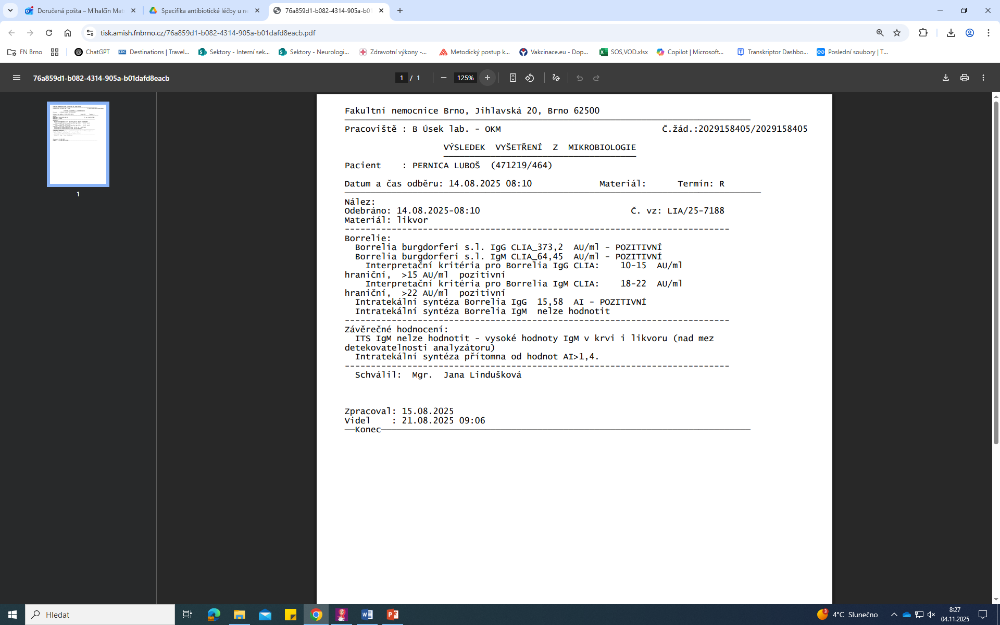 Doručená pošta – Mihalčin Mat
Specifika antibiotické léčby u ne
76a859d1-b082-4314-905a-b01
tisk.amish.fnbrno.cz/76a859d1-b082-4314-905a-b01dafd8eacb.pdf
FN Brno
ChatGPT
Destinations | Travel...
Sektory - Interní sek...
Sektory - Neurologi...
Zdravotní výkony -...
Metodický postup k...
Vakcinace.eu - Dop...
SOS,VOD.xlsx
Copilot | Microsoft...
Transkriptor Dashbo...
Poslední soubory | T...
76a859d1-b082-4314-905a-b01dafd8eacb
1 / 1
125%
1
Fakultní nemocnice Brno, Jihlavská 20, Brno 62500
Pracoviště : B Úsek lab. - OKM Č.žád.:2029158405/2029158405
VÝSLEDEK VYŠETŘENÍ Z MIKROBIOLOGIE
Pacient : PERNICA LUBOŠ (471219/464)
Datum a čas odběru: 14.08.2025 08:10 Materiál: Termín: R
Nález:
Odebráno: 14.08.2025-08:10 Č. vz: LIA/25-7188
Materiál: likvor
--------------------------------------------------------------------------
Borrelie:
Borrelia burgdorferi s.l. IgG CLIA_373,2 AU/ml - POZITIVNÍ
Borrelia burgdorferi s.l. IgM CLIA_64,45 AU/ml - POZITIVNÍ
Interpretační kritéria pro Borrelia IgG CLIA: 10-15 AU/ml
hraniční, >15 AU/ml pozitivní
Interpretační kritéria pro Borrelia IgM CLIA: 18-22 AU/ml
hraniční, >22 AU/ml pozitivní
Intratekální syntéza Borrelia IgG 15,58 AI - POZITIVNÍ
Intratekální syntéza Borrelia IgM nelze hodnotit
--------------------------------------------------------------------------
Závěrečné hodnocení:
ITS IgM nelze hodnotit - vysoké hodnoty IgM v krvi i likvoru (nad mez
detekovatelnosti analyzátoru)
Intratekální syntéza přítomna od hodnot AI>1,4.
--------------------------------------------------------------------------
Schválil: Mgr. Jana Lindušková
Zpracoval: 15.08.2025
Videl : 21.08.2025 09:06
Konec
Hledat
3
4°C Slunečno
8:27
04.11.2025